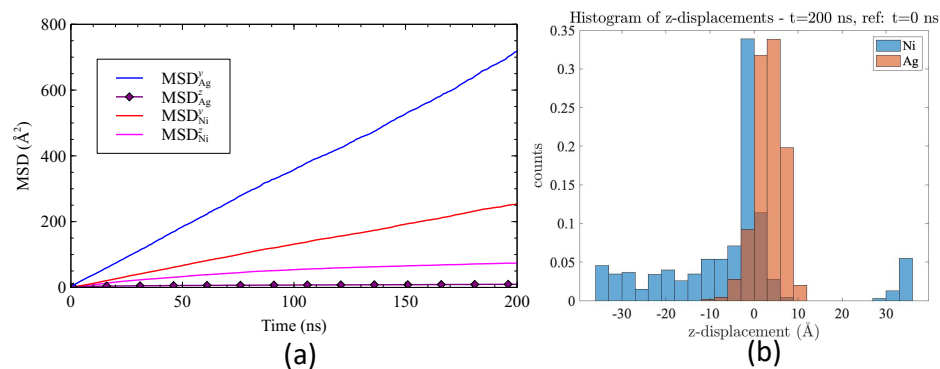 800
600
400
200
0
MSD (Å²)
MSD^y_Ag
MSD^z_Ag
MSD^y_Ni
MSD^z_Ni
0 50 100 150 200
Time (ns)
(a)
Histogram of z-displacements - t=200 ns, ref: t=0 ns
0.35
0.3
0.25
0.2
0.15
0.1
0.05
0
counts
Ni
Ag
-30 -20 -10 0 10 20 30
z-displacement (Å)
(b)